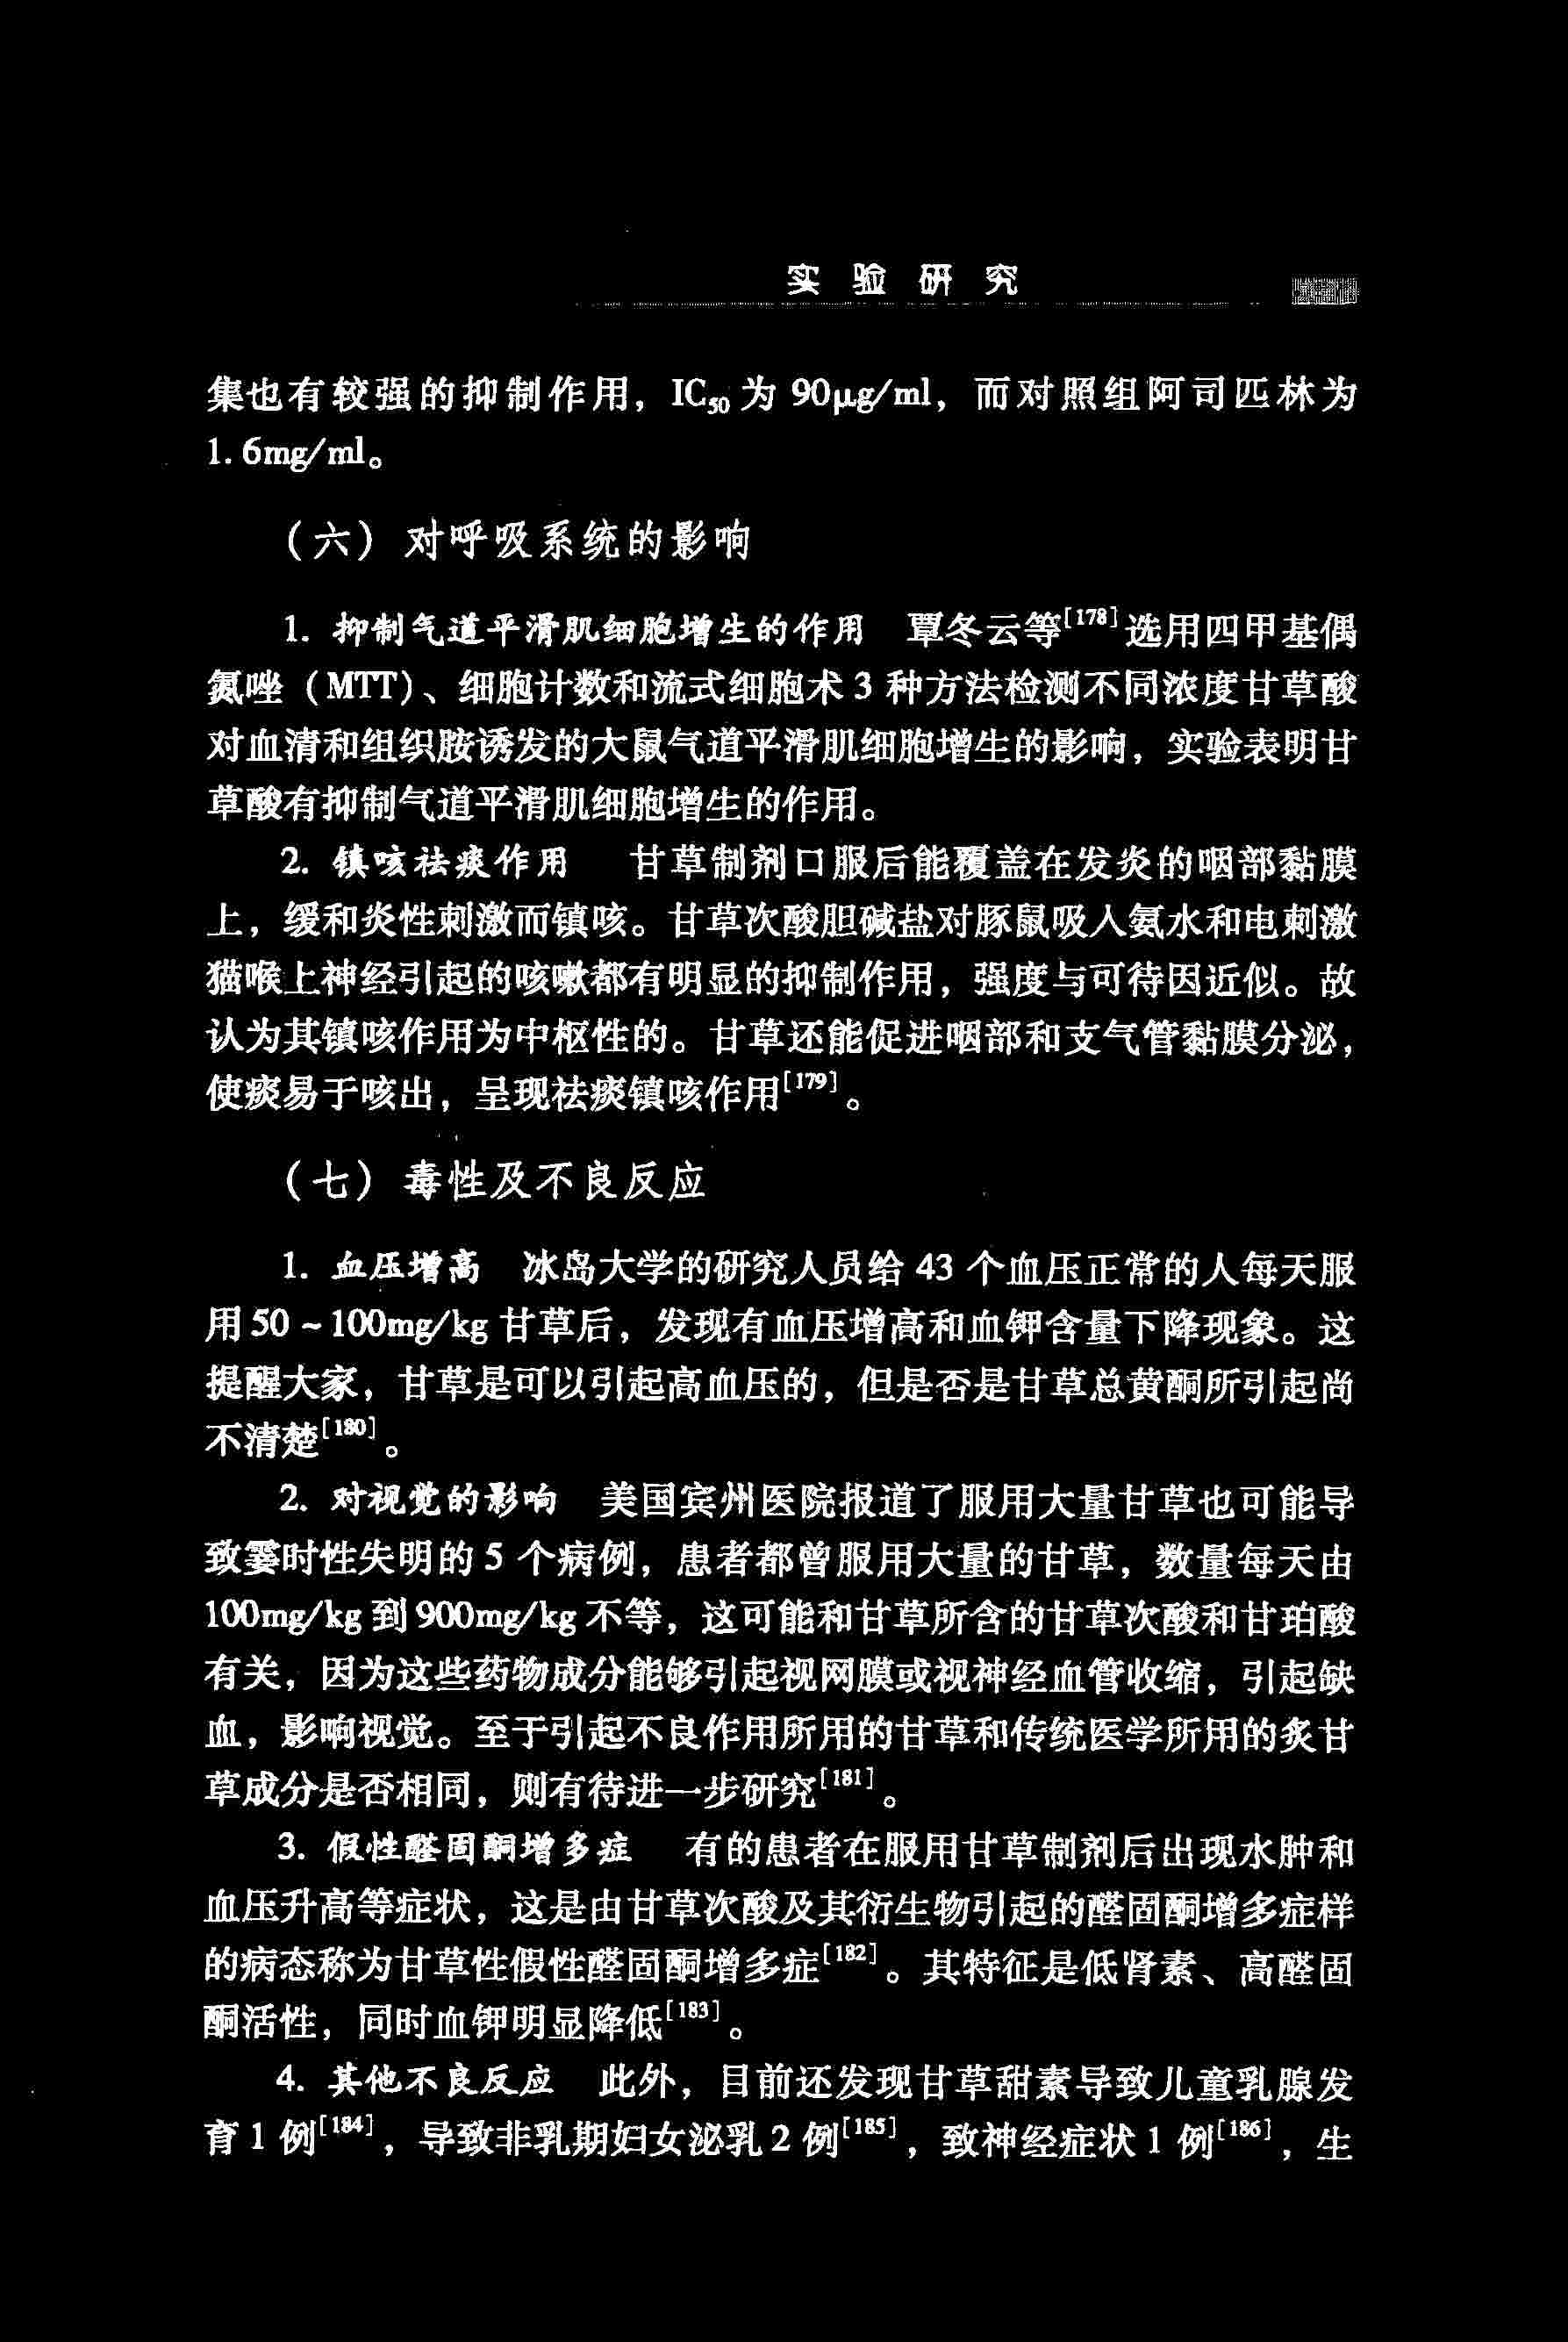 实验研究
集也有较强的抑制作用，IC50为 90μg/ml，而对照组阿司匹林为
1.6mg/ml。
（六）对呼吸系统的影响
1. 抑制气道平滑肌细胞增生的作用　覃冬云等[178]选用四甲基偶
氮唑（MTT）、细胞计数和流式细胞术 3 种方法检测不同浓度甘草酸
对血清和组织胺诱发的大鼠气道平滑肌细胞增生的影响，实验表明甘
草酸有抑制气道平滑肌细胞增生的作用。
2. 镇咳祛痰作用　甘草制剂口服后能覆盖在发炎的咽部黏膜
上，缓和炎性刺激而镇咳。甘草次酸胆碱盐对豚鼠吸入氨水和电刺激
猫喉上神经引起的咳嗽都有明显的抑制作用，强度与可待因近似。故
认为其镇咳作用为中枢性的。甘草还能促进咽部和支气管黏膜分泌，
使痰易于咳出，呈现祛痰镇咳作用[179]。
（七）毒性及不良反应
1. 血压增高　冰岛大学的研究人员给 43 个血压正常的人每天服
用 50 ~ 100mg/kg 甘草后，发现有血压增高和血钾含量下降现象。这
提醒大家，甘草是可以引起高血压的，但是否是甘草总黄酮所引起尚
不清楚[180]。
2. 对视觉的影响　美国宾州医院报道了服用大量甘草也可能导
致霎时性失明的 5 个病例，患者都曾服用大量的甘草，数量每天由
100mg/kg 到 900mg/kg 不等，这可能和甘草所含的甘草次酸和甘珀酸
有关，因为这些药物成分能够引起视网膜或视神经血管收缩，引起缺
血，影响视觉。至于引起不良作用所用的甘草和传统医学所用的炙甘
草成分是否相同，则有待进一步研究[181]。
3. 假性醛固酮增多症　有的患者在服用甘草制剂后出现水肿和
血压升高等症状，这是由甘草次酸及其衍生物引起的醛固酮增多症样
的病态称为甘草性假性醛固酮增多症[182]。其特征是低肾素、高醛固
酮活性，同时血钾明显降低[183]。
4. 其他不良反应　此外，目前还发现甘草甜素导致儿童乳腺发
育 1 例[184]，导致非乳期妇女泌乳 2 例[185]，致神经症状 1 例[186]，生